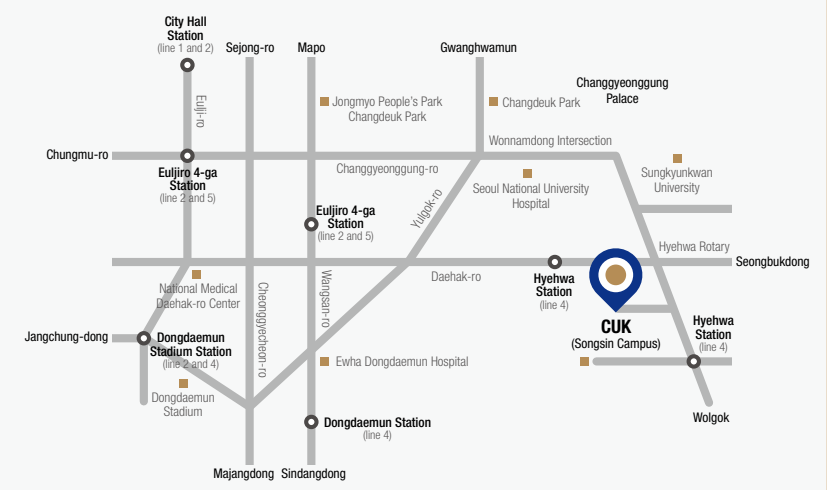 City Hall
Station
(line 1 and 2)
Sejong-ro
Mapo
Gwanghwamun
Eulji-ro
Jongmyo People's Park
Changdeuk Park
Changdeuk Park
Changgyeonggung
Palace
Chungmu-ro
Wonnamdong Intersection
Euljiro 4-ga
Station
(line 2 and 5)
Changgyeonggung-ro
Yulgok-ro
Seoul National University
Hospital
Sungkyunkwan
University
Euljiro 4-ga
Station
(line 2 and 5)
Hyehwa Rotary
Seongbukdong
National Medical
Daehak-ro Center
Cheonggyecheon-ro
Wangsan-ro
Daehak-ro
Hyehwa
Station
(line 4)
CUK
(Songsin Campus)
Hyehwa
Station
(line 4)
Jangchung-dong
Dongdaemun
Stadium Station
(line 2 and 4)
Ewha Dongdaemun Hospital
Dongdaemun
Stadium
Dongdaemun Station
(line 4)
Wolgok
Majangdong
Sindangdong